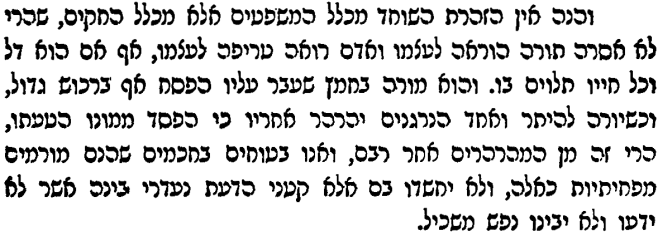 והנה אין הזהרת השוחד מכלל המשפטים אלא מכלל החקים, שהרי
לא אסרה תורה הוראה לעצמו ואדם רואה טריפה לעצמו, אף אם הוא דל
וכל חייו תלוים בו. והוא מורה בחמץ שעבר עליו הפסח אף ברכוש גדול,
וכשיורה להיתר ואחד הנרגנים יהרהר אחריו כי הפסד ממונו הטעתו,
הרי זה מן המהרהרים אחר רבם, ואנו בטוחים בחכמים שהנם מורמים
מפחיתיות כאלה, ולא יחשדו בם אלא קטני הדעת נעדרי בינה אשר לא
ידעו ולא יבינו נפש משכיל.